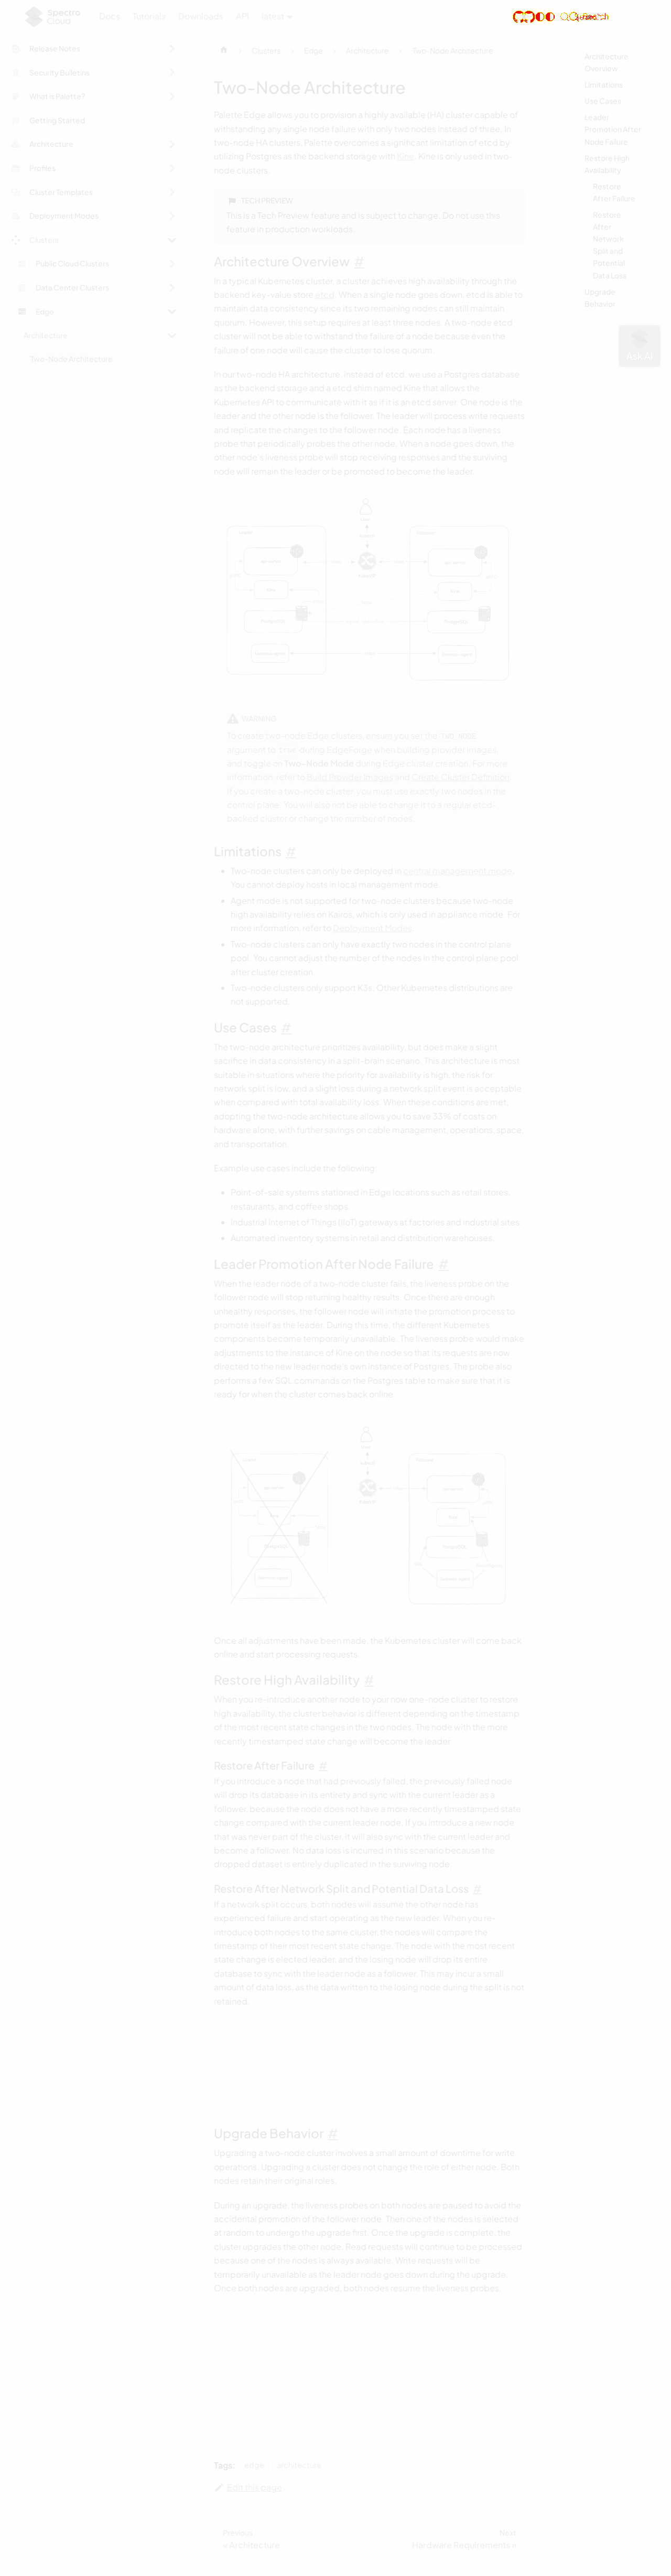 Spectro
Cloud
Docs
Tutorials
Downloads
API
latest
Release Notes
Security Bulletins
What is Palette?
Getting Started
Architecture
Profiles
Cluster Templates
Deployment Modes
Clusters
Public Cloud Clusters
Data Center Clusters
Edge
Architecture
Two-Node Architecture
Clusters
Edge
Architecture
Two-Node Architecture
Two-Node Architecture
Palette Edge allows you to provision a highly available (HA) cluster capable of
withstanding any single node failure with only two nodes instead of three. In
two-node HA clusters, Palette overcomes a significant limitation of etcd by
utilizing Postgres as the backend storage with Kine. Kine is only used in two-
node clusters.
TECH PREVIEW
This is a Tech Preview feature and is subject to change. Do not use this
feature in production workloads.
Architecture Overview #
In a typical Kubernetes cluster, a cluster achieves high availability through the
backend key-value store etcd. When a single node goes down, etcd is able to
maintain data consistency since its two remaining nodes can still maintain
quorum. However, this setup requires at least three nodes. A two-node etcd
cluster will not be able to withstand the failure of a node because even the
failure of one node will cause the cluster to lose quorum.
In our two-node HA architecture, instead of etcd, we use a Postgres database
as the backend storage and a etcd shim named Kine that allows the
Kubernetes API to communicate with it as if it is an etcd server. One node is the
leader and the other node is the follower. The leader will process write requests
and replicate the changes to the follower node. Each node has a liveness
probe that periodically probes the other node. When a node goes down, the
other node's liveness probe will stop receiving responses and the surviving
node will remain the leader or be promoted to become the leader.
WARNING
To create two-node Edge clusters, ensure you set the TWO_NODE
argument to true during EdgeForge when building provider images
and toggle on Two-Node Mode during Edge cluster creation. For more
information, refer to Build Provider Images and Create Cluster Definition.
If you create a two-node cluster, you must use exactly two nodes in the
control plane. You will also not be able to change it to a regular etcd-
backed cluster or change the number of nodes.
Limitations #
Two-node clusters can only be deployed in central management mode.
You cannot deploy hosts in local management mode.
Agent mode is not supported for two-node clusters because two-node
high availability relies on Kairos, which is only used in appliance mode. For
more information, refer to Deployment Modes.
Two-node clusters can only have exactly two nodes in the control plane
pool. You cannot adjust the number of the nodes in the control plane pool
after cluster creation.
Two-node clusters only support K3s. Other Kubernetes distributions are
not supported.
Use Cases #
The two-node architecture prioritizes availability, but does make a slight
sacrifice in data consistency in a split-brain scenario. This architecture is most
suitable in situations where the priority for availability is high, the risk for
network split is low, and a slight loss during a network split event is acceptable
when compared with total availability loss. When these conditions are met,
adopting the two-node architecture allows you to save 33% of costs on
hardware alone, with further savings on cable management, operations, space,
and transportation.
Example use cases include the following:
Point-of-sale systems stationed in Edge locations such as retail stores,
restaurants, and coffee shops.
Industrial Internet of Things (IIoT) gateways at factories and industrial sites.
Automated inventory systems in retail and distribution warehouses.
Leader Promotion After Node Failure #
When the leader node of a two-node cluster fails, the liveness probe on the
follower node will stop returning healthy results. Once there are enough
unhealthy responses, the follower node will initiate the promotion process to
promote itself as the leader. During this time, the different Kubernetes
components become temporarily unavailable. The liveness probe would make
adjustments to the instance of Kine on the node so that its requests are now
directed to the new leader node's own instance of Postgres. The probe also
performs a few SQL commands on the Postgres table to make sure that it is
ready for when the cluster comes back online.
Once all adjustments have been made, the Kubernetes cluster will come back
online and start processing requests.
Restore High Availability #
When you re-introduce another node to your now one-node cluster to restore
high availability, the cluster behavior is different depending on the timestamp
of the most recent state changes in the two nodes. The node with the more
recently timestamped state change will become the leader.
Restore After Failure #
If you introduce a node that had previously failed, the previously failed node
will drop its database in its entirety and sync with the current leader as a
follower, because the node does not have a more recently timestamped state
change compared with the current leader node. If you introduce a new node
that was never part of the cluster, it will also sync with the current leader and
become a follower. No data loss is incurred in this scenario because the
dropped dataset is entirely duplicated in the surviving node.
Restore After Network Split and Potential Data Loss #
If a network split occurs, both nodes will assume the other node has
experienced failure and start operating as the new leader. When you re-
introduce both nodes to the same cluster, the nodes will compare the
timestamp of their most recent state change. The node with the most recent
state change is elected leader, and the losing node will drop its entire
database to sync with the leader node as a follower. This may incur a small
amount of data loss, as the data written to the losing node during the split is not
retained.
Upgrade Behavior #
Upgrading a two-node cluster involves a small amount of downtime for write
operations. Upgrading a cluster does not change the role of either node. Both
nodes retain their original roles.
During an upgrade, the liveness probes on both nodes are paused to avoid the
accidental promotion of the follower node. Then one of the nodes is selected
at random to undergo the upgrade first. Once the upgrade is complete, the
cluster upgrades the other node. Read requests will continue to be processed
because one of the nodes is always available. Write requests will be
temporarily unavailable as the leader node goes down during the upgrade.
Once both nodes are upgraded, both nodes resume the liveness probes.
Tags:
edge
architecture
Edit this page
Previous
« Architecture
Next
Hardware Requirements »
Architecture
Overview
Limitations
Use Cases
Leader
Promotion After
Node Failure
Restore High
Availability
Restore
After Failure
Restore
After
Network
Split and
Potential
Data Loss
Upgrade
Behavior
Ask AI